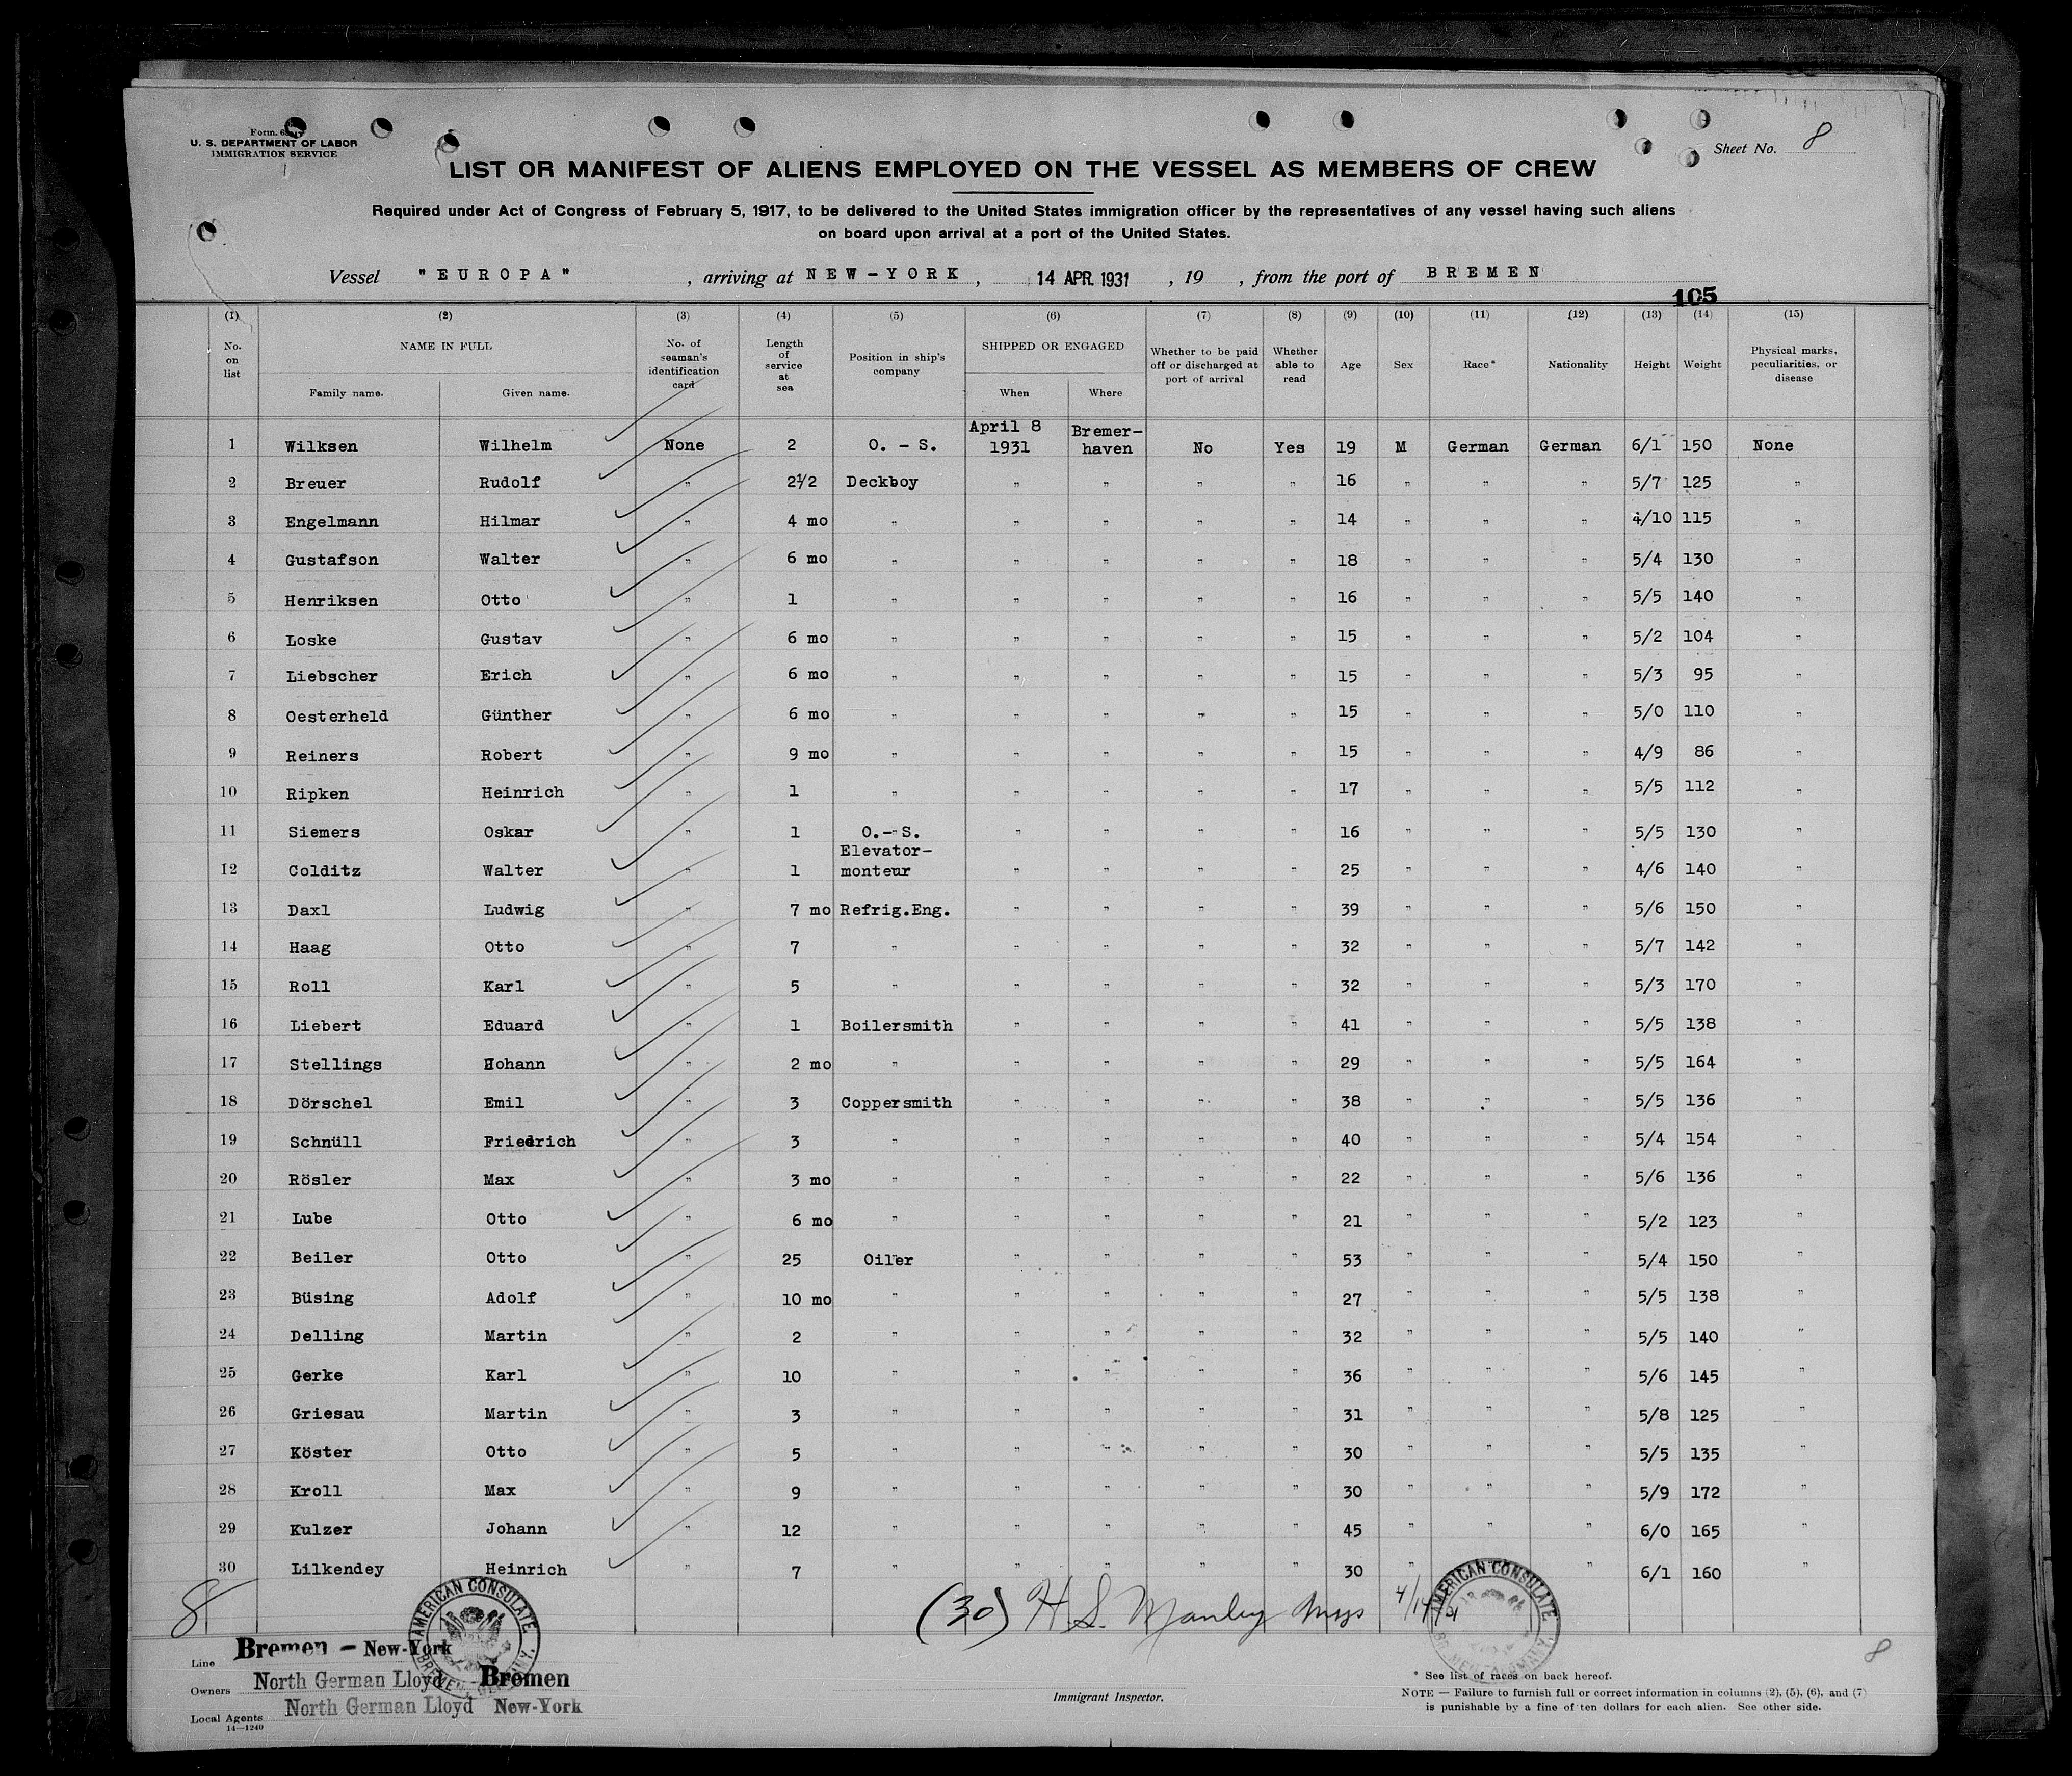 Form. 6
U. S. DEPARTMENT OF LABOR
IMMIGRATION SERVICE
Sheet No. 8
LIST OR MANIFEST OF ALIENS EMPLOYED ON THE VESSEL AS MEMBERS OF CREW
Required under Act of Congress of February 5, 1917, to be delivered to the United States immigration officer by the representatives of any vessel having such aliens
on board upon arrival at a port of the United States.
Vessel "EUROPA", arriving at NEW-YORK, 14 APR. 1931, 19 , from the port of BREMEN
105
(1) (2) (3) (4) (5) (6) (7) (8) (9) (10) (11) (12) (13) (14) (15)
No. on list NAME IN FULL Family name. Given name. No. of seaman's identification card Length of service at sea Position in ship's company SHIPPED OR ENGAGED When Where Whether to be paid off or discharged at port of arrival Whether able to read Age Sex Race* Nationality Height Weight Physical marks, peculiarities, or disease
1 Wilksen Wilhelm None 2 O. - S. April 8 1931 Bremer-haven No Yes 19 M German German 6/1 150 None
2 Breuer Rudolf " 2½ Deckboy " " " " 16 " " " 5/7 125 "
3 Engelmann Hilmar " 4 mo " " " " " 14 " " " 4/10 115 "
4 Gustafson Walter " 6 mo " " " " " 18 " " " 5/4 130 "
5 Henriksen Otto " 1 " " " " " 16 " " " 5/5 140 "
6 Loske Gustav " 6 mo " " " " " 15 " " " 5/2 104 "
7 Liebscher Erich " 6 mo " " " " " 15 " " " 5/3 95 "
8 Oesterheld Günther " 6 mo " " " " " 15 " " " 5/0 110 "
9 Reiners Robert " 9 mo " " " " " 15 " " " 4/9 86 "
10 Ripken Heinrich " 1 " " " " " 17 " " " 5/5 112 "
11 Siemers Oskar " 1 O.- S. " " " " 16 " " " 5/5 130 "
12 Colditz Walter " 1 Elevator-monteur " " " " 25 " " " 4/6 140 "
13 Daxl Ludwig " 7 mo Refrig.Eng. " " " " 39 " " " 5/6 150 "
14 Haag Otto " 7 " " " " " 32 " " " 5/7 142 "
15 Roll Karl " 5 " " " " " 32 " " " 5/3 170 "
16 Liebert Eduard " 1 Boilersmith " " " " 41 " " " 5/5 138 "
17 Stellings Hohann " 2 mo " " " " " 29 " " " 5/5 164 "
18 Dörschel Emil " 3 Coppersmith " " " " 38 " " " 5/5 136 "
19 Schnüll Friedrich " 3 " " " " " 40 " " " 5/4 154 "
20 Rösler Max " 3 mo " " " " " 22 " " " 5/6 136 "
21 Lube Otto " 6 mo " " " " " 21 " " " 5/2 123 "
22 Beiler Otto " 25 Oiler " " " " 53 " " " 5/4 150 "
23 Büsing Adolf " 10 mo " " " " " 27 " " " 5/5 138 "
24 Delling Martin " 2 " " " " " 32 " " " 5/5 140 "
25 Gerke Karl " 10 " " " " " 36 " " " 5/6 145 "
26 Griesau Martin " 3 " " " " " 31 " " " 5/8 125 "
27 Köster Otto " 5 " " " " " 30 " " " 5/5 135 "
28 Kroll Max " 9 " " " " " 30 " " " 5/9 172 "
29 Kulzer Johann " 12 " " " " " 45 " " " 6/0 165 "
30 Lilkendey Heinrich " 7 " " " " " 30 " " " 6/1 160 "
8 (30) H. S. Manley 4/14/31
AMERICAN CONSULATE BREMEN, GERMANY.
AMERICAN CONSULATE BREMEN, GERMANY.
Line Bremen - New-York
Owners North German Lloyd Bremen
Local Agents North German Lloyd New-York
14—1240
Immigrant Inspector.
8
* See list of races on back hereof.
NOTE — Failure to furnish full or correct information in columns (2), (5), (6), and (7)
is punishable by a fine of ten dollars for each alien. See other side.